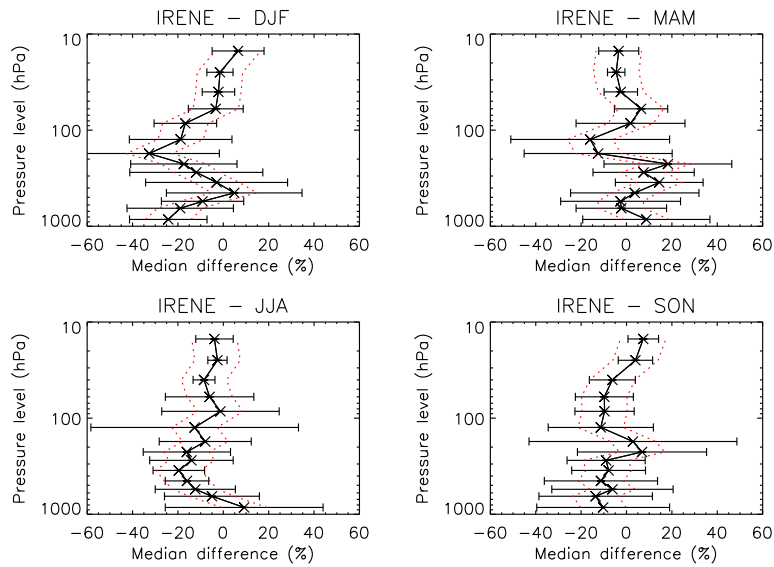 IRENE – DJF
10
100
1000
Pressure level (hPa)
−60 −40 −20 0 20 40 60
Median difference (%)
IRENE – MAM
10
100
1000
Pressure level (hPa)
−60 −40 −20 0 20 40 60
Median difference (%)
IRENE – JJA
10
100
1000
Pressure level (hPa)
−60 −40 −20 0 20 40 60
Median difference (%)
IRENE – SON
10
100
1000
Pressure level (hPa)
−60 −40 −20 0 20 40 60
Median difference (%)